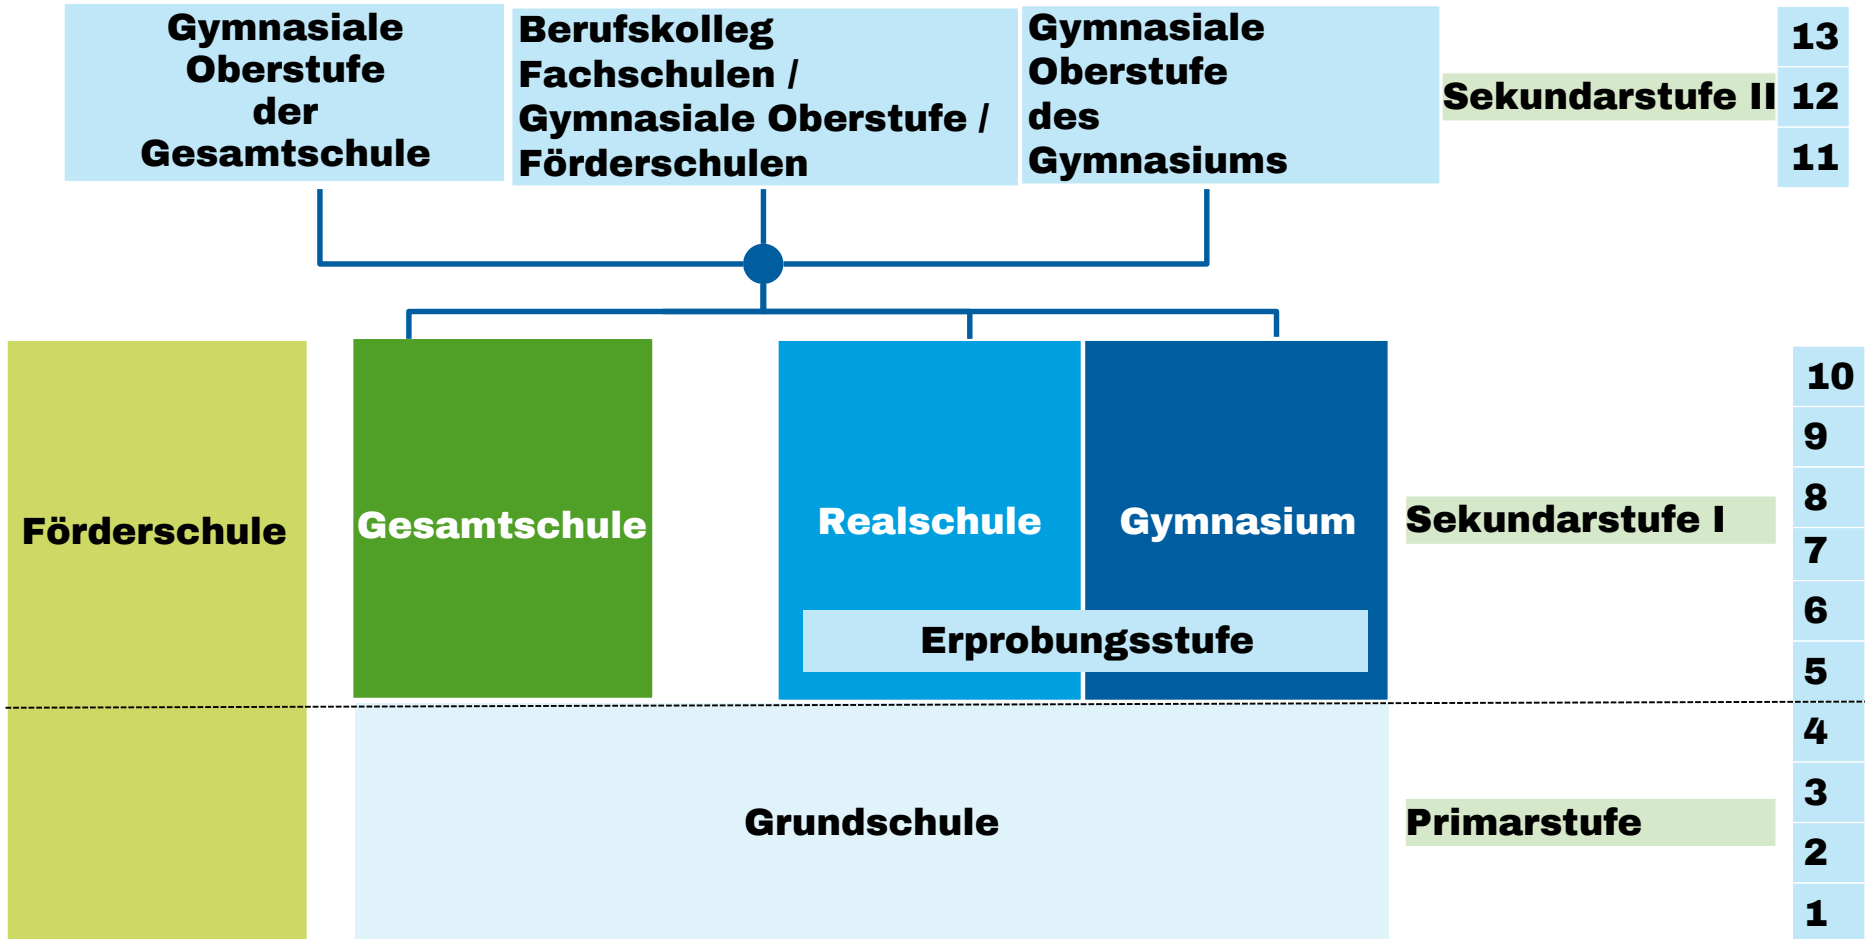 Gymnasiale
Oberstufe
der
Gesamtschule
Berufskolleg
Fachschulen /
Gymnasiale Oberstufe /
Förderschulen
Gymnasiale
Oberstufe
des
Gymnasiums
Sekundarstufe II
13
12
11
Förderschule
Gesamtschule
Realschule
Gymnasium
Erprobungsstufe
Sekundarstufe I
10
9
8
7
6
5
Grundschule
Primarstufe
4
3
2
1